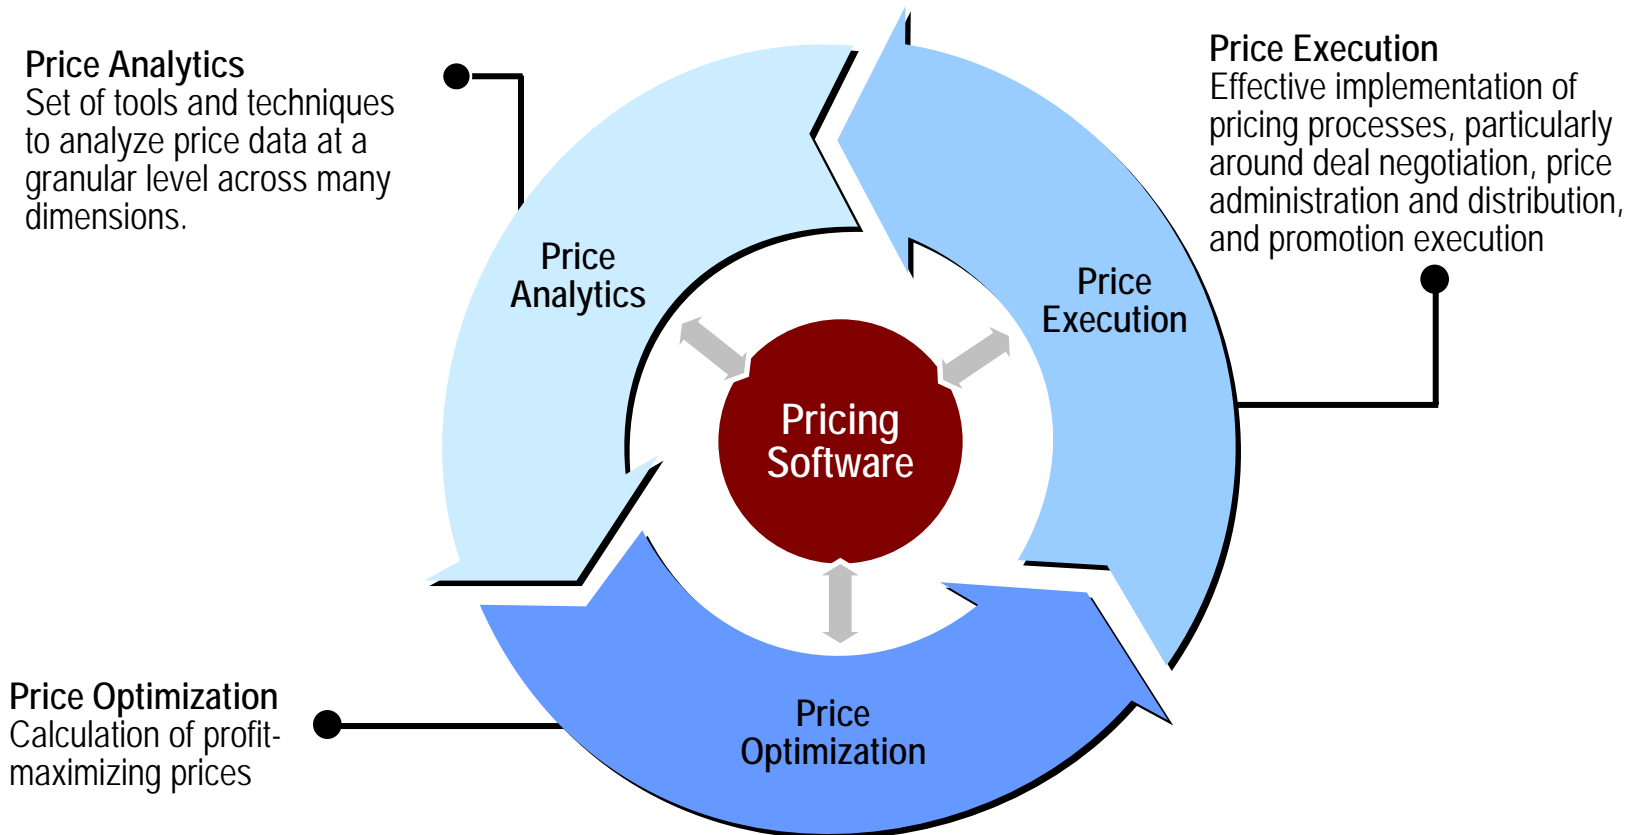 Price Analytics
Set of tools and techniques
to analyze price data at a
granular level across many
dimensions.
Price Execution
Effective implementation of
pricing processes, particularly
around deal negotiation, price
administration and distribution,
and promotion execution
Price
Analytics
Price
Execution
Pricing
Software
Price Optimization
Calculation of profit-
maximizing prices
Price
Optimization